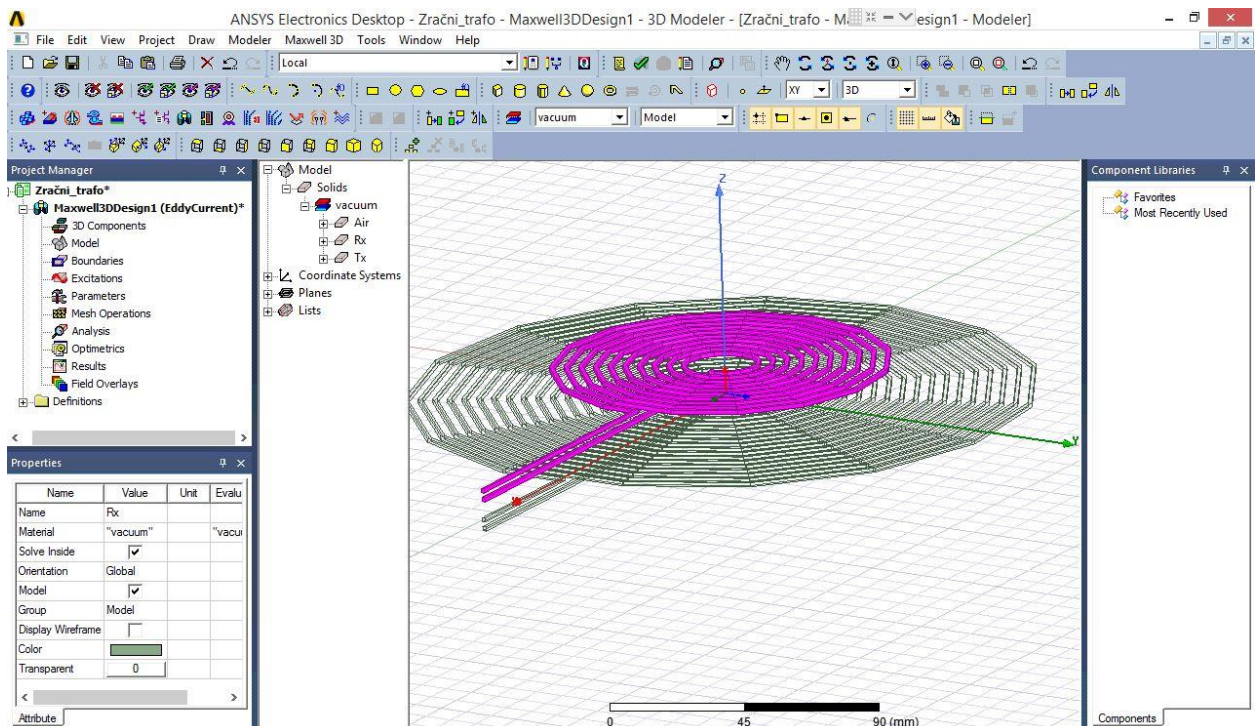 ANSYS Electronics Desktop - Zračni_trafo - Maxwell3DDesign1 - 3D Modeler - [Zračni_trafo - M esign1 - Modeler]
File Edit View Project Draw Modeler Maxwell 3D Tools Window Help
Local
XY 3D
vacuum Model
Project Manager
Zračni_trafo*
Maxwell3DDesign1 (EddyCurrent)*
3D Components
Model
Boundaries
Excitations
Parameters
Mesh Operations
Analysis
Optimetrics
Results
Field Overlays
Definitions
Properties
Name Value Unit Evalu
Name Rx
Material "vacuum" "vacu
Solve Inside
Orientation Global
Model
Group Model
Display Wireframe
Color
Transparent 0
Attribute
Model
Solids
vacuum
Air
Rx
Tx
Coordinate Systems
Planes
Lists
Z
Y
0 45 90 (mm)
Component Libraries
Favorites
Most Recently Used
Components